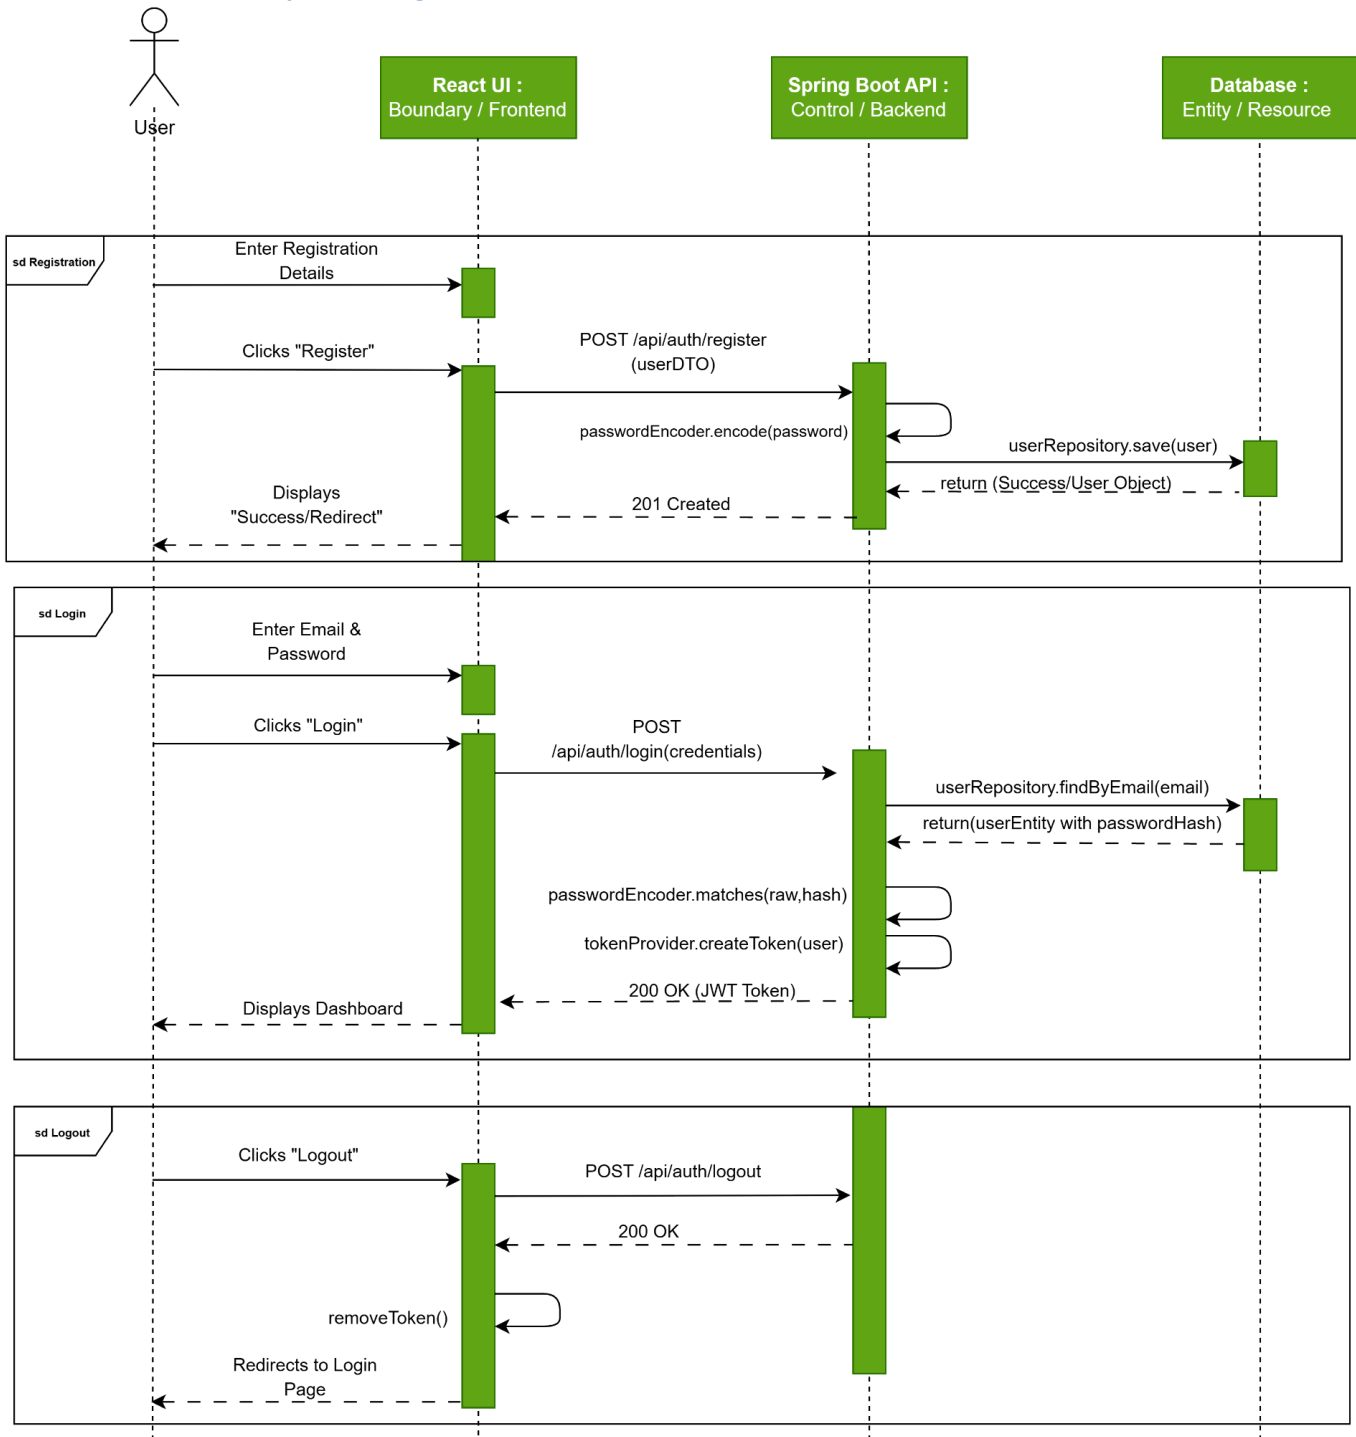 User
React UI :
Boundary / Frontend
Spring Boot API :
Control / Backend
Database :
Entity / Resource
sd Registration
Enter Registration
Details
Clicks "Register"
POST /api/auth/register
(userDTO)
passwordEncoder.encode(password)
userRepository.save(user)
return (Success/User Object)
201 Created
Displays
"Success/Redirect"
sd Login
Enter Email &
Password
Clicks "Login"
POST
/api/auth/login(credentials)
userRepository.findByEmail(email)
return(userEntity with passwordHash)
passwordEncoder.matches(raw,hash)
tokenProvider.createToken(user)
200 OK (JWT Token)
Displays Dashboard
sd Logout
Clicks "Logout"
POST /api/auth/logout
200 OK
removeToken()
Redirects to Login
Page